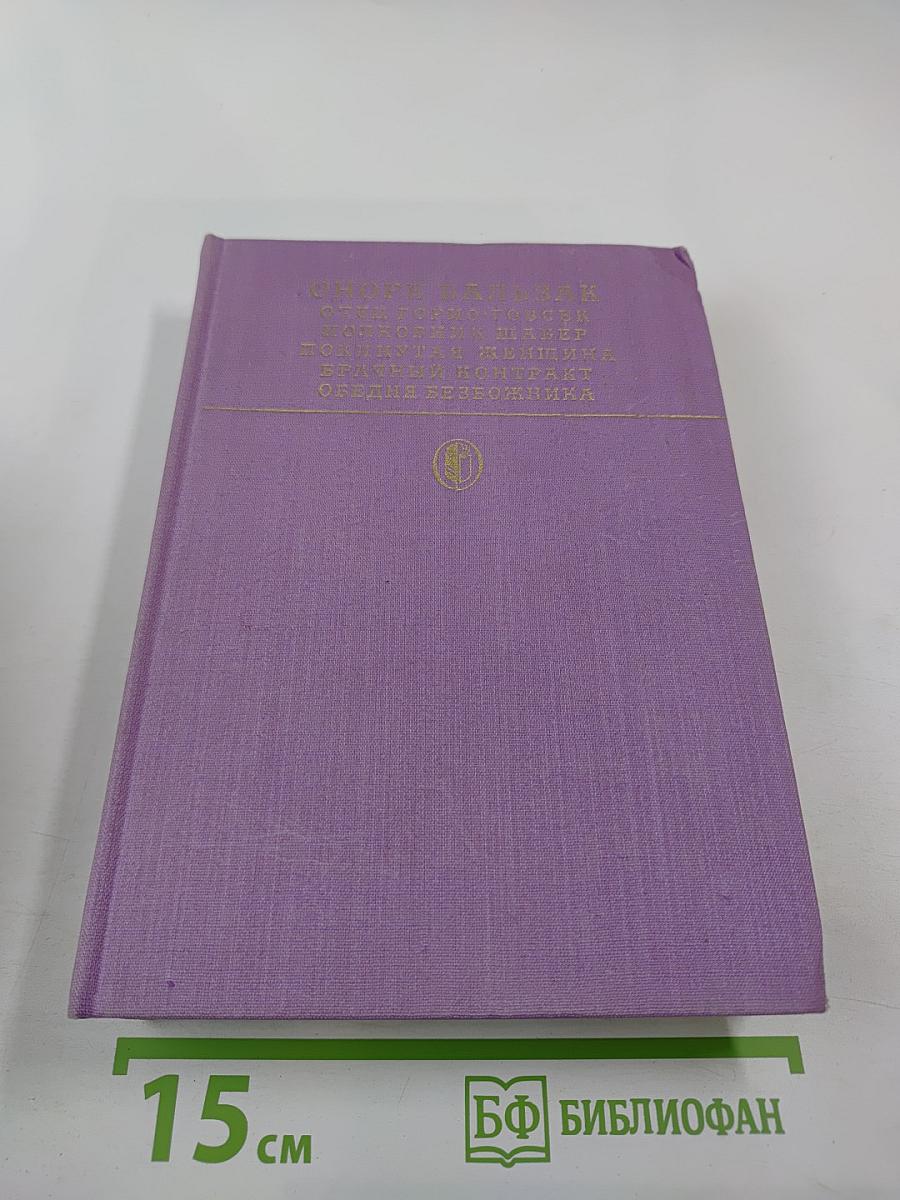 ОНОРЕ БАЛЬЗАК
ОТЕЦ ГОРИО·ГОБСЕК
ПОЛКОВНИК ШАБЕР
ПОКИНУТАЯ ЖЕНЩИНА
БРАЧНЫЙ КОНТРАКТ
ОБЕДНЯ БЕЗБОЖНИКА
15 см
БФ БИБЛИОФАН